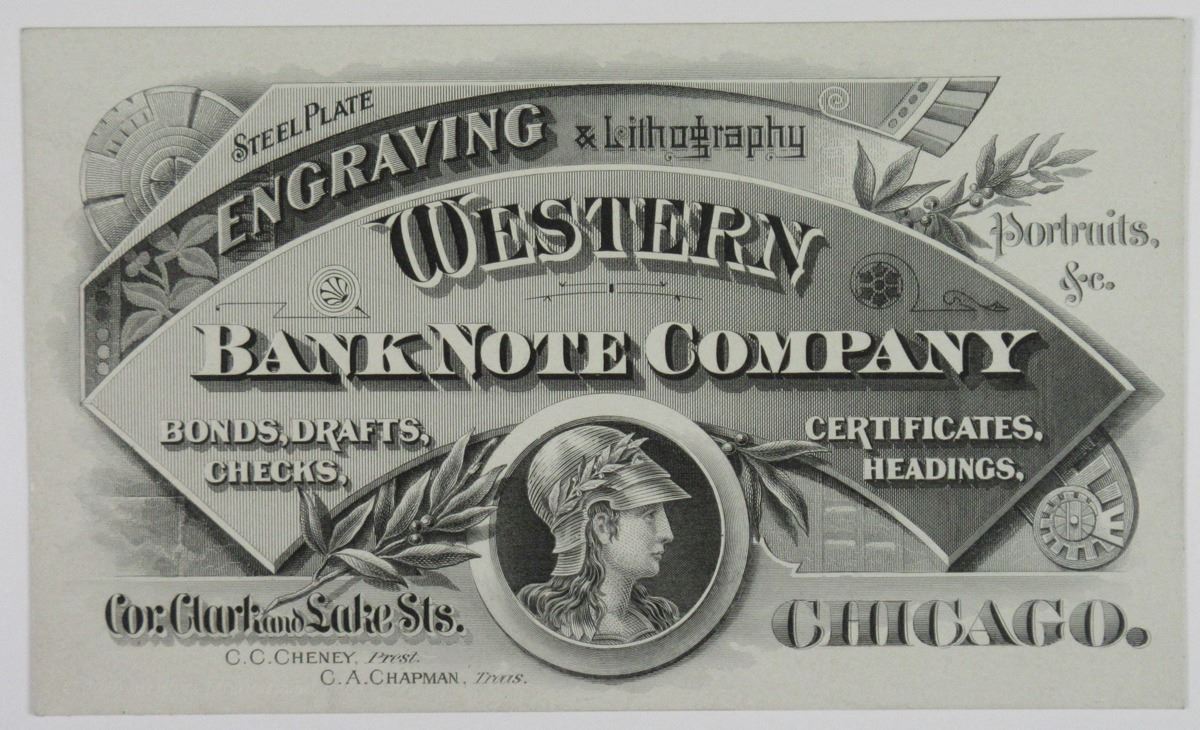 STEEL PLATE
ENGRAVING & Lithography
WESTERN
Portraits,
&c.
BANK NOTE COMPANY
BONDS, DRAFTS,
CHECKS,
CERTIFICATES.
HEADINGS,
Cor. Clark and Lake Sts.
CHICAGO.
C. C. CHENEY, Prest.
C. A. CHAPMAN, Treas.